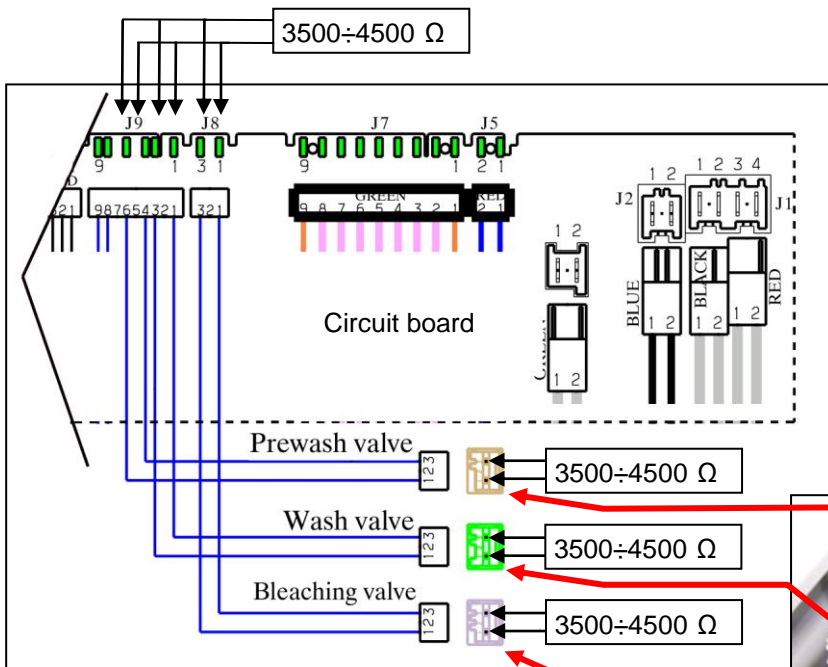 3500÷4500 Ω
J9 J8 J7 J5
9 1 3 1 9 1 2 1
1 2 1 2 3 4
J2 J1
D
GREEN RED
3 2 1 9 8 7 6 5 4 3 2 1 3 2 1 9 8 7 6 5 4 3 2 1 2 1
1 2
BLUE BLACK RED
Circuit board
GREEN
1 2 1 2 1 2 1 2
Prewash valve 1 2 3 3500÷4500 Ω
Wash valve 1 2 3 3500÷4500 Ω
Bleaching valve 1 2 3 3500÷4500 Ω